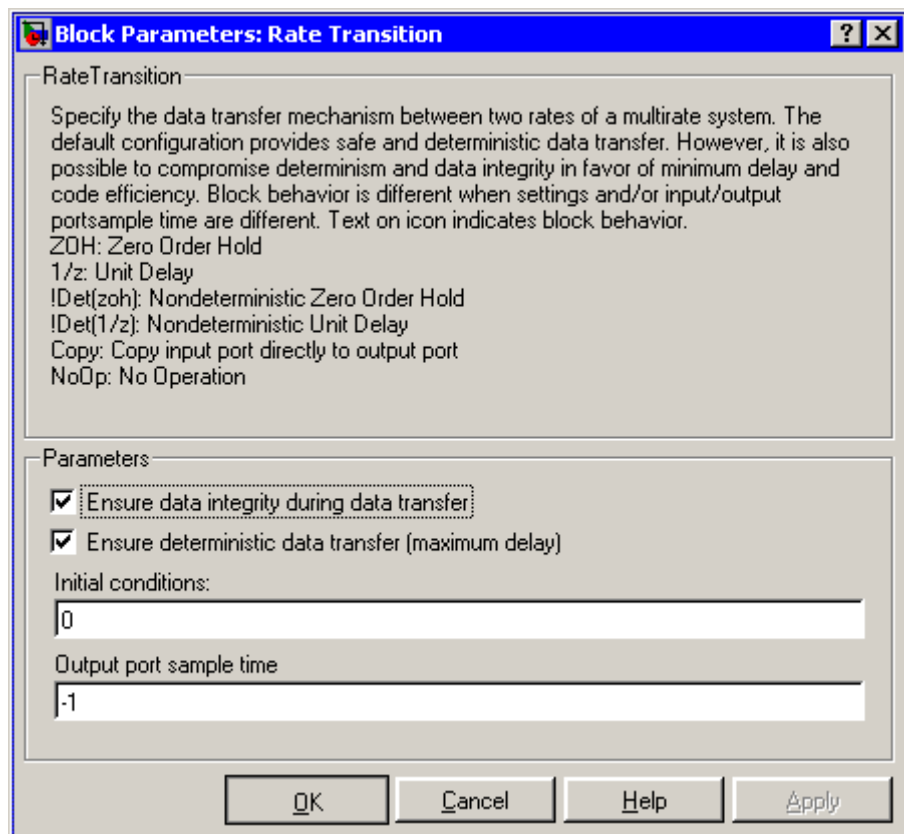 Block Parameters: Rate Transition
RateTransition
Specify the data transfer mechanism between two rates of a multirate system. The
default configuration provides safe and deterministic data transfer. However, it is also
possible to compromise determinism and data integrity in favor of minimum delay and
code efficiency. Block behavior is different when settings and/or input/output
portsample time are different. Text on icon indicates block behavior.
ZOH: Zero Order Hold
1/z: Unit Delay
!Det(zoh): Nondeterministic Zero Order Hold
!Det(1/z): Nondeterministic Unit Delay
Copy: Copy input port directly to output port
NoOp: No Operation
Parameters
Ensure data integrity during data transfer
Ensure deterministic data transfer (maximum delay)
Initial conditions:
0
Output port sample time
-1
OK Cancel Help Apply